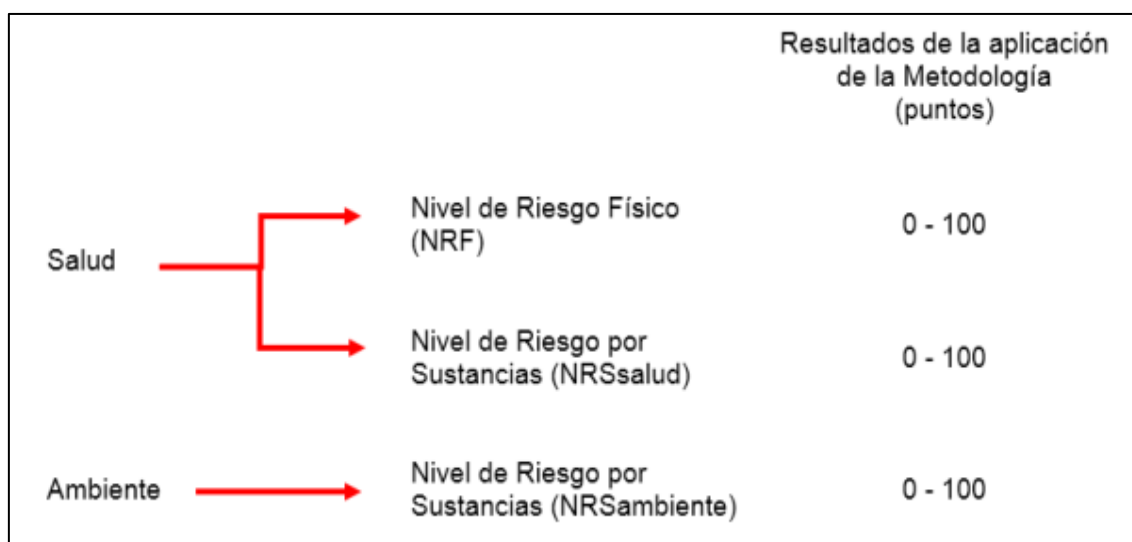 Resultados de la aplicación
de la Metodología
(puntos)
Salud
Nivel de Riesgo Físico
(NRF)
0 - 100
Nivel de Riesgo por
Sustancias (NRSsalud)
0 - 100
Ambiente
Nivel de Riesgo por
Sustancias (NRSambiente)
0 - 100